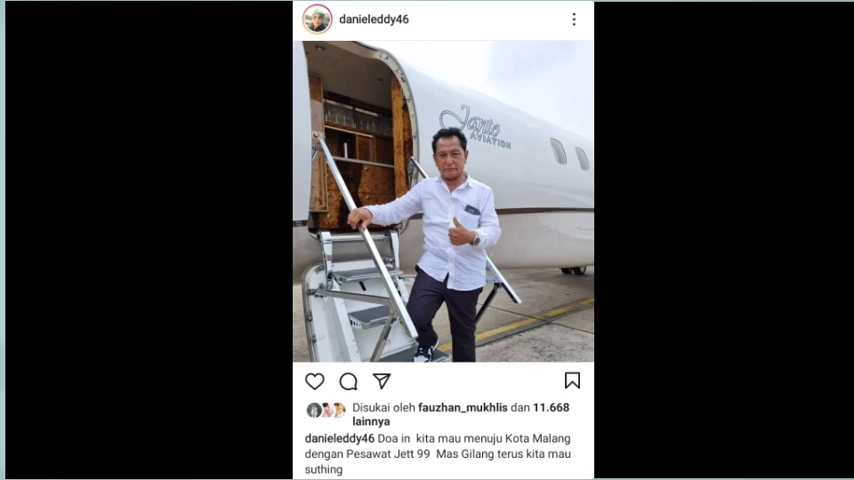 danieleddy46
Jante
AVIATION
Disukai oleh fauzhan_mukhlis dan 11.668
lainnya
danieleddy46 Doa in kita mau menuju Kota Malang
dengan Pesawat Jett 99 Mas Gilang terus kita mau
suthing